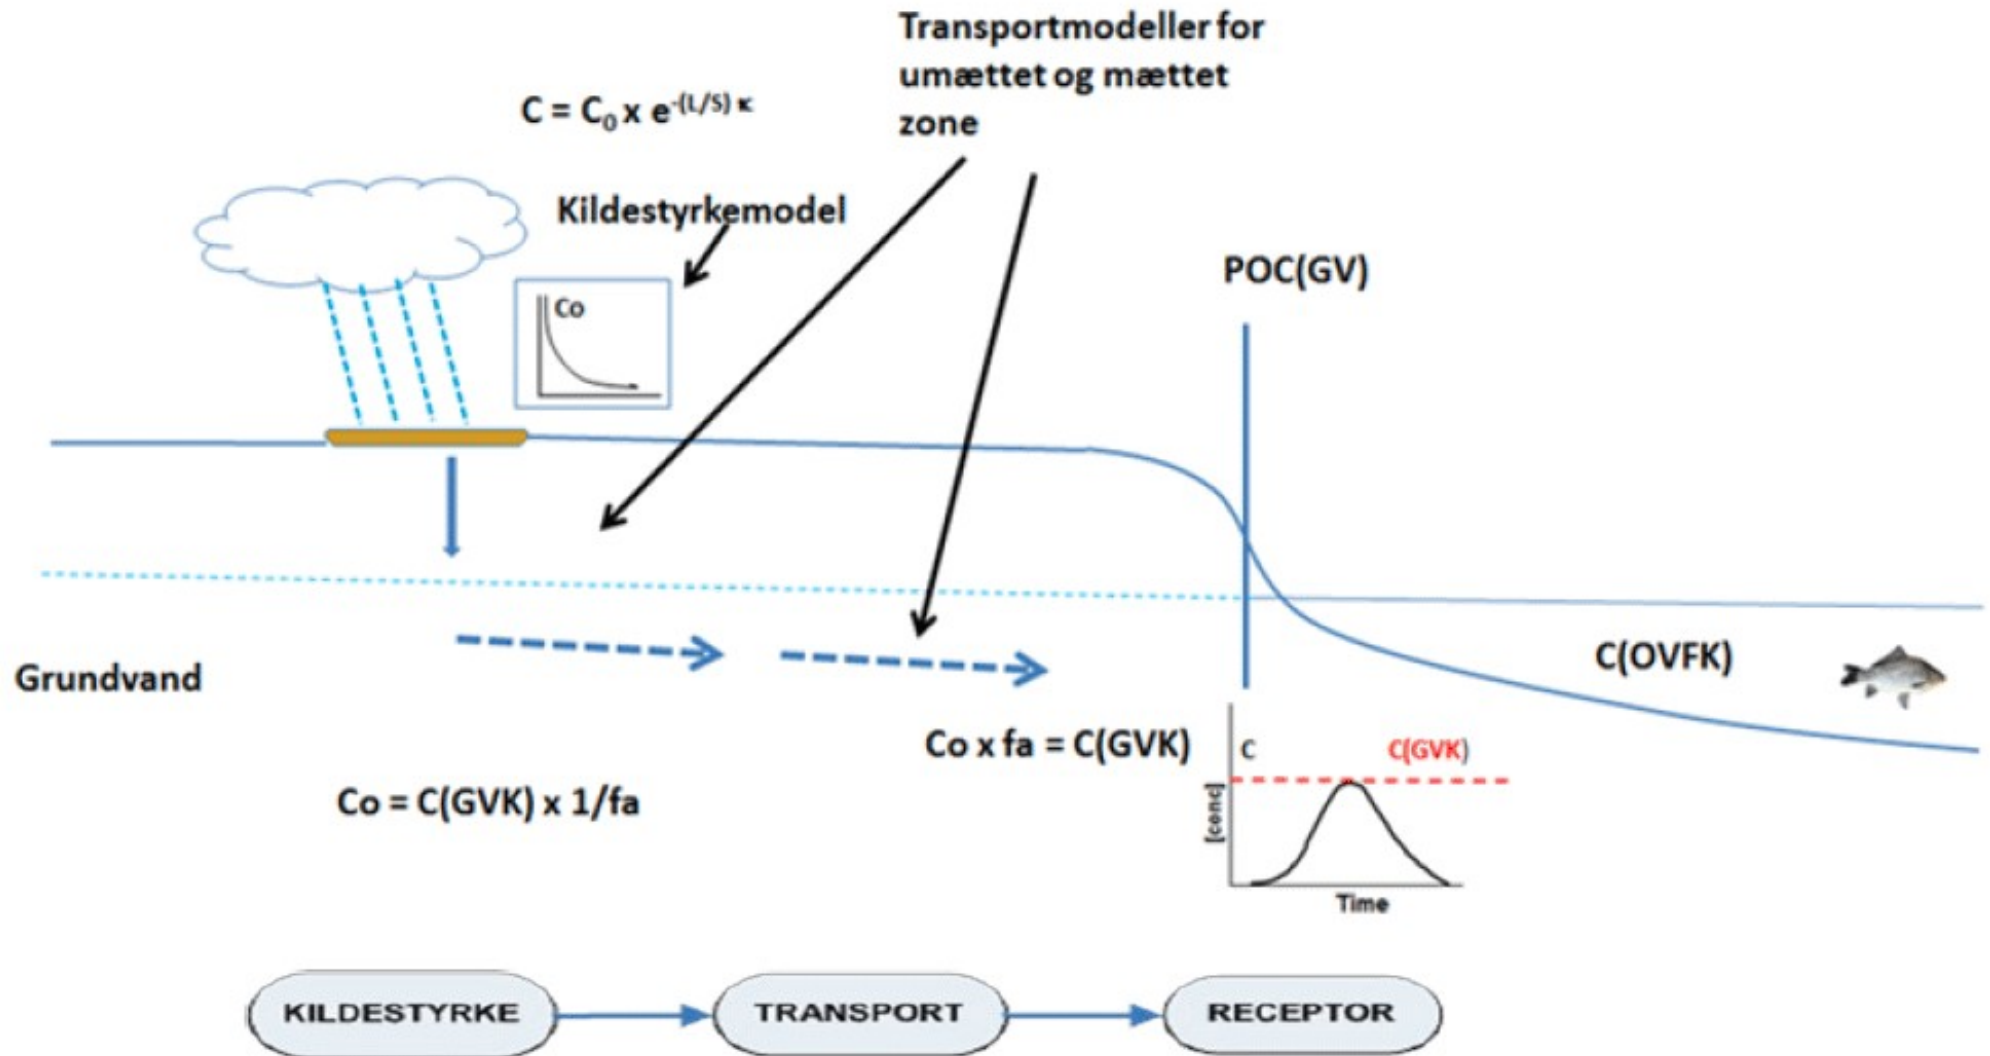 Transportmodeller for
umættet og mættet
zone
C = C₀ x e⁻⁽ᴸ/ˢ⁾ ᵏ
Kildestyrkemodel
Co
POC(GV)
C(OVFK)
Grundvand
Co x fa = C(GVK)
C
C(GVK)
[conc]
Time
Co = C(GVK) x 1/fa
KILDESTYRKE
TRANSPORT
RECEPTOR